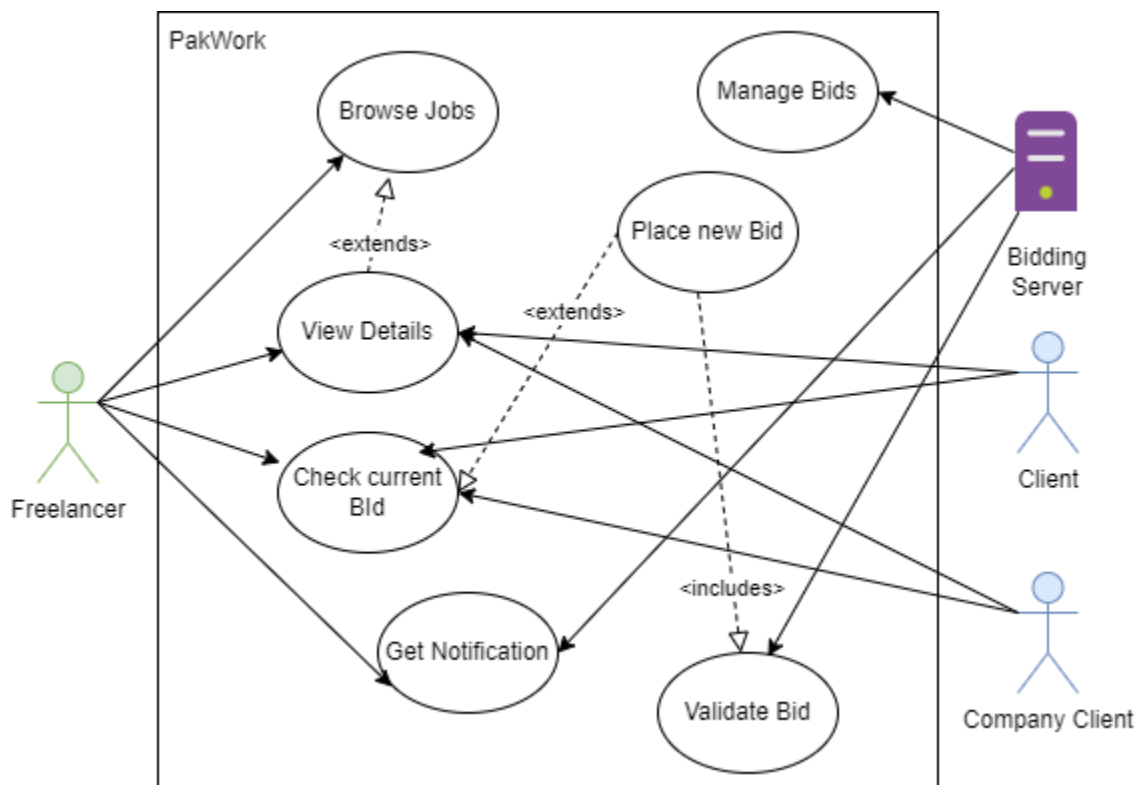 PakWork
Browse Jobs
Manage Bids
<extends>
Place new Bid
Bidding
Server
<extends>
View Details
Check current
BId
Freelancer
Client
<includes>
Get Notification
Validate Bid
Company Client